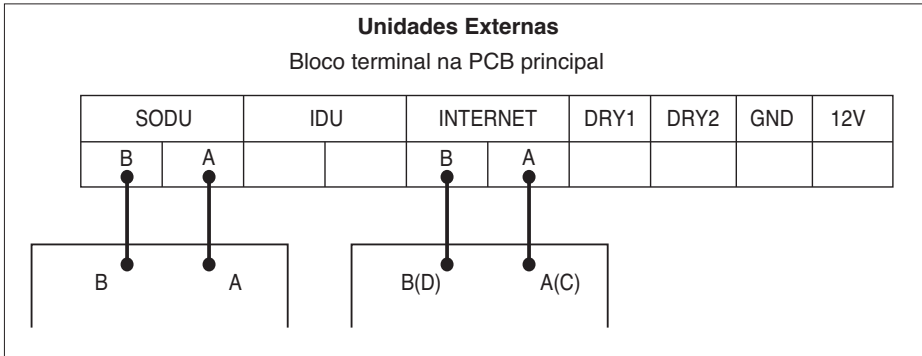 Unidades Externas
Bloco terminal na PCB principal
SODU IDU INTERNET DRY1 DRY2 GND 12V
B A B A
B A B(D) A(C)